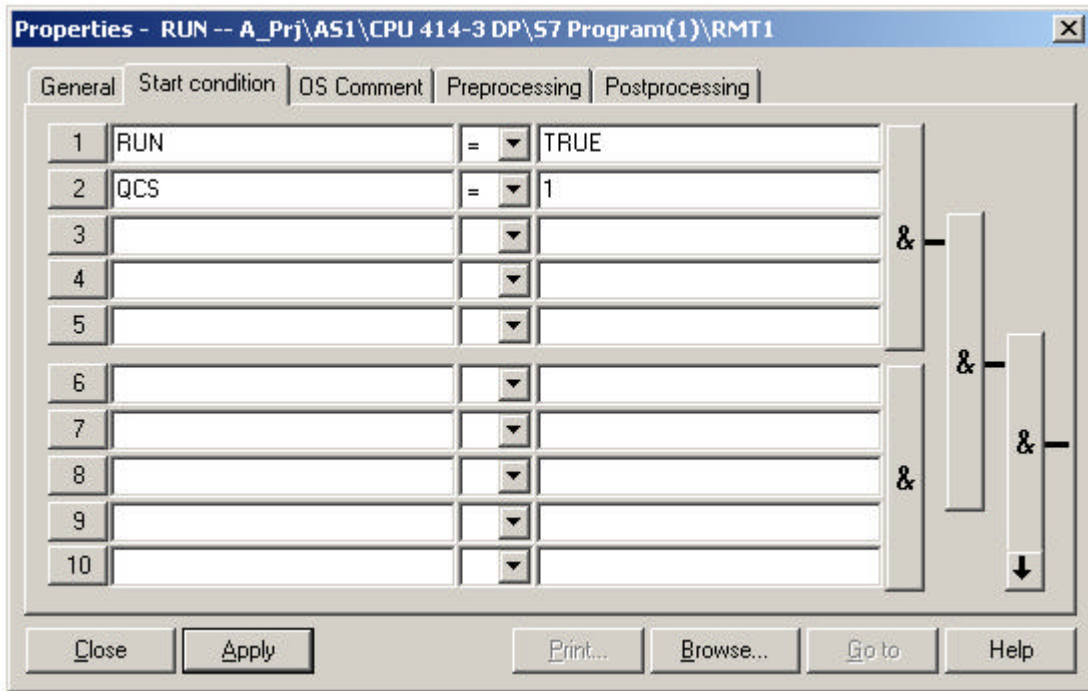 Properties - RUN -- A_Prj\AS1\CPU 414-3 DP\S7 Program(1)\RMT1
General Start condition OS Comment Preprocessing Postprocessing
1 RUN = TRUE
2 QCS = 1
3
4
5
&
6
7
8
9
10
&
&
&
Close Apply Print... Browse... Go to Help